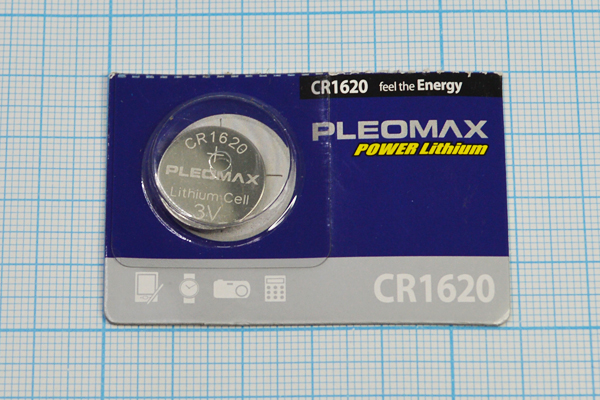 CR1620 feel the Energy
PLEOMAX
POWER Lithium
CR1620
+
PLEOMAX
Lithium Cell
3V
CR1620